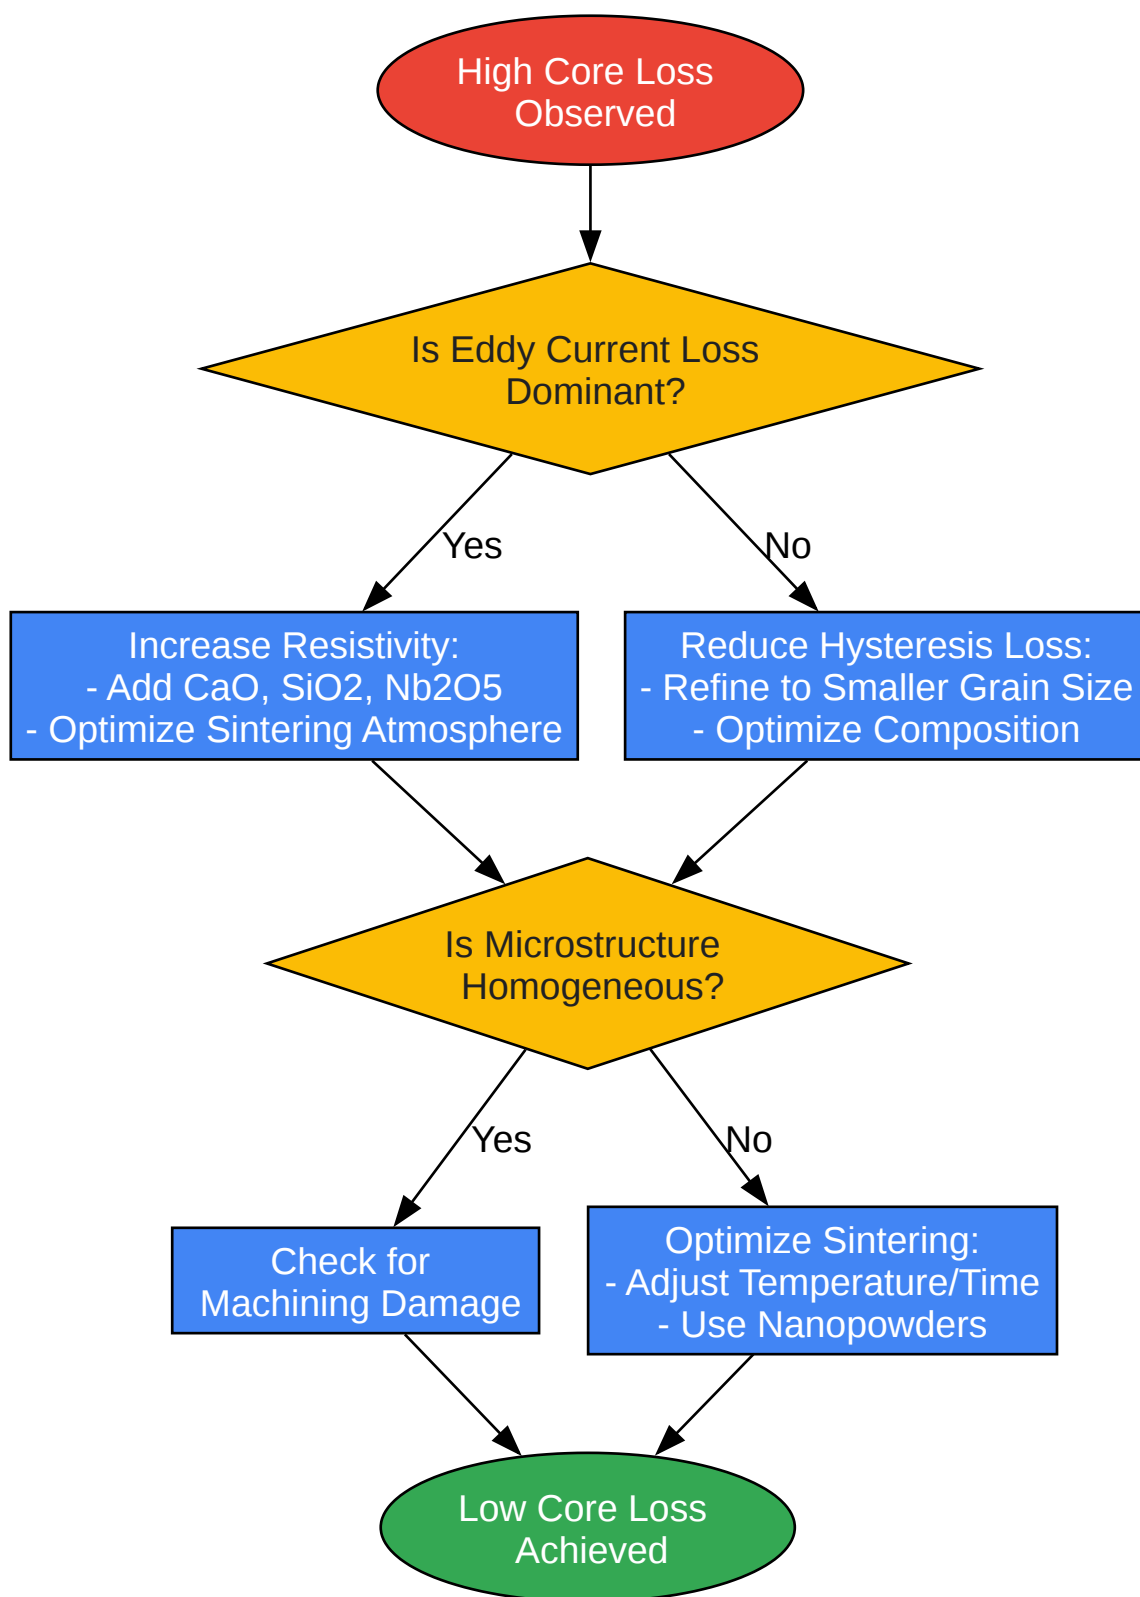 High Core Loss
Observed
Is Eddy Current Loss
Dominant?
Yes
No
Increase Resistivity:
- Add CaO, SiO2, Nb2O5
- Optimize Sintering Atmosphere
Reduce Hysteresis Loss:
- Refine to Smaller Grain Size
- Optimize Composition
Is Microstructure
Homogeneous?
Yes
No
Check for
Machining Damage
Optimize Sintering:
- Adjust Temperature/Time
- Use Nanopowders
Low Core Loss
Achieved